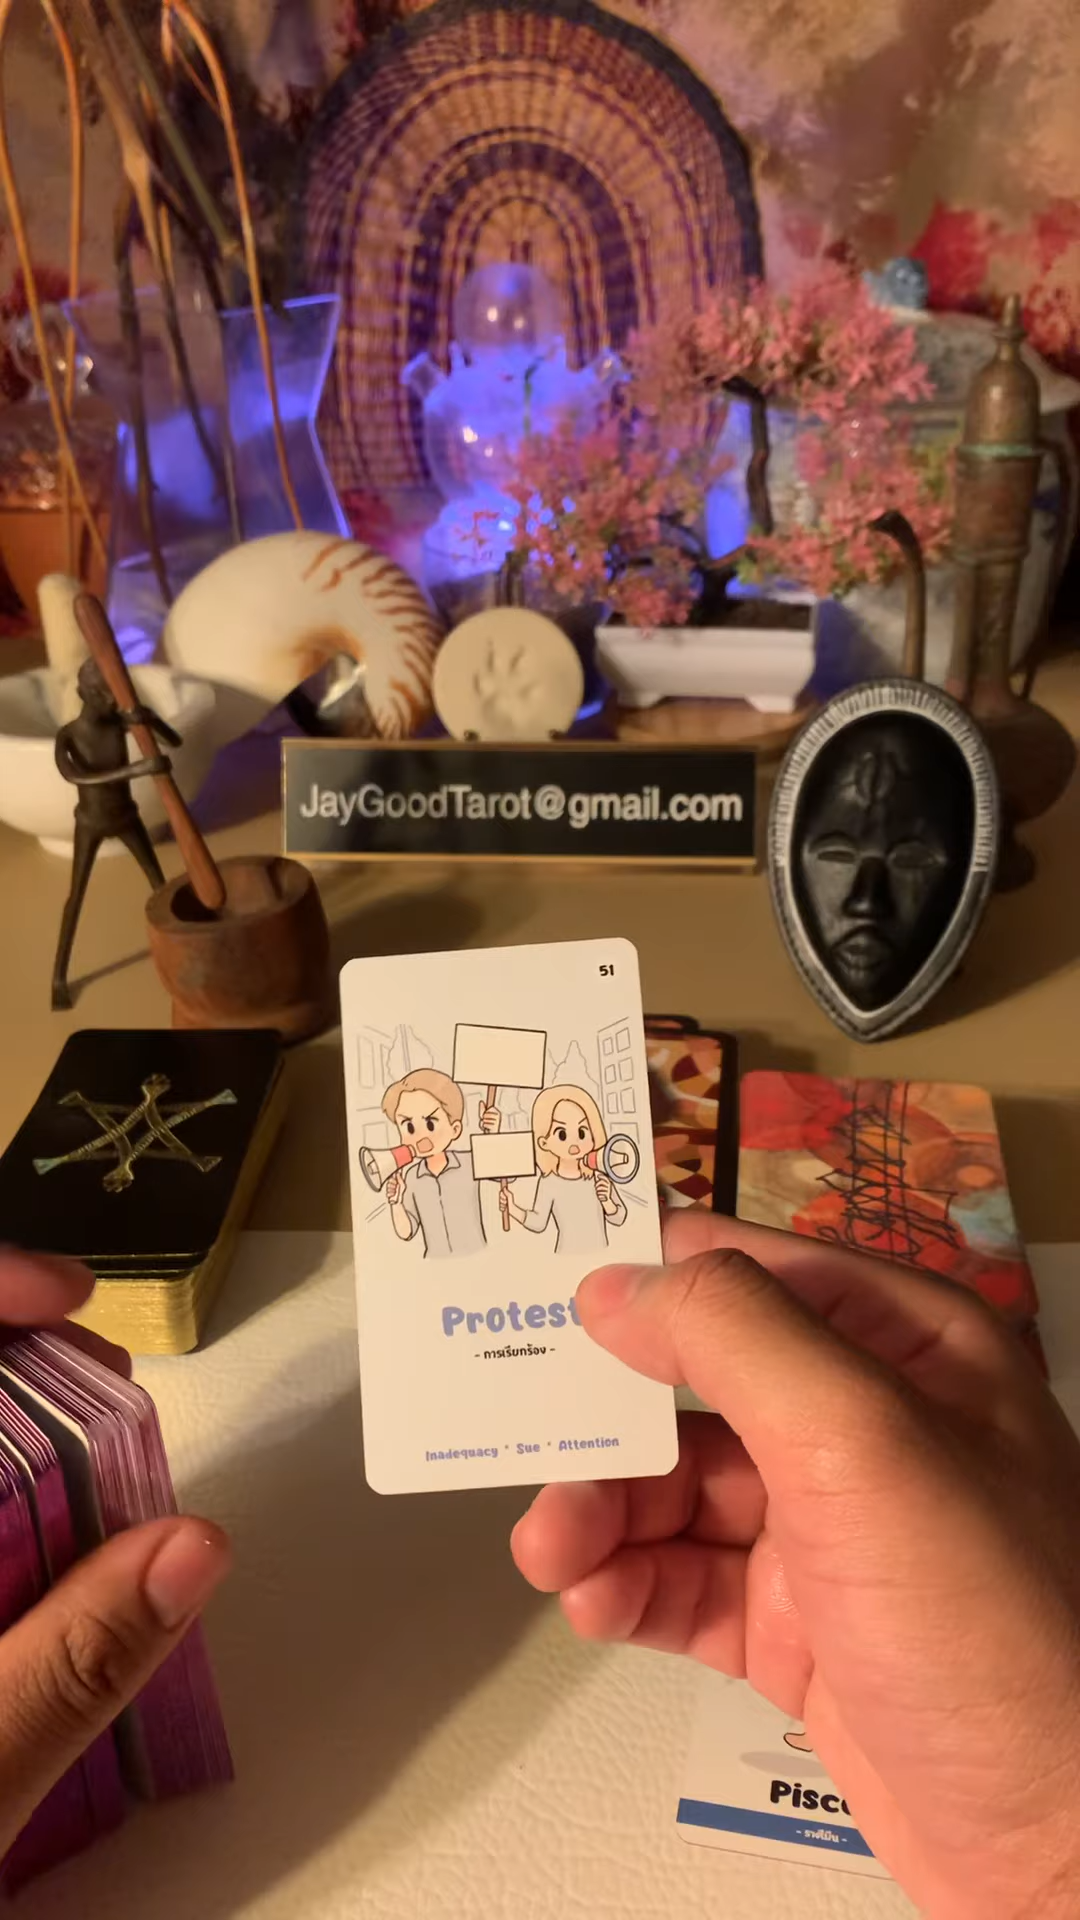 JayGoodTarot@gmail.com
51
Protest
- การเรียกร้อง -
Inadequacy * Sue * Attention
- ราศีมีน -